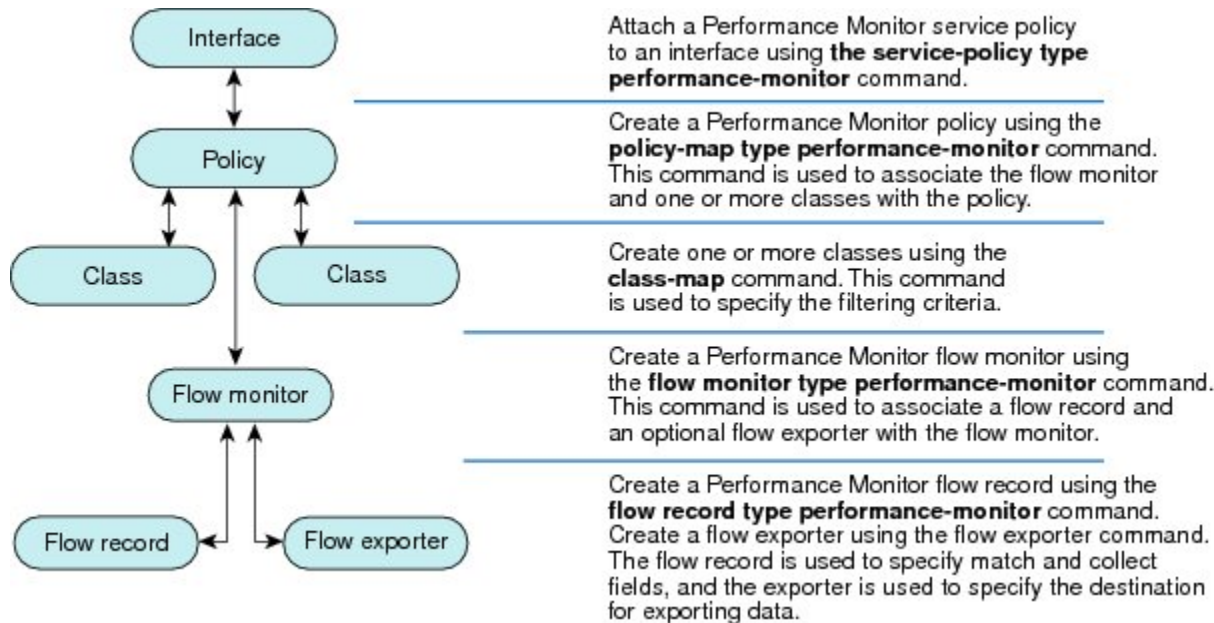 Interface
Attach a Performance Monitor service policy
to an interface using the service-policy type
performance-monitor command.
Policy
Create a Performance Monitor policy using the
policy-map type performance-monitor command.
This command is used to associate the flow monitor
and one or more classes with the policy.
Class
Class
Create one or more classes using the
class-map command. This command
is used to specify the filtering criteria.
Flow monitor
Create a Performance Monitor flow monitor using
the flow monitor type performance-monitor command.
This command is used to associate a flow record and
an optional flow exporter with the flow monitor.
Flow record
Flow exporter
Create a Performance Monitor flow record using the
flow record type performance-monitor command.
Create a flow exporter using the flow exporter command.
The flow record is used to specify match and collect
fields, and the exporter is used to specify the destination
for exporting data.